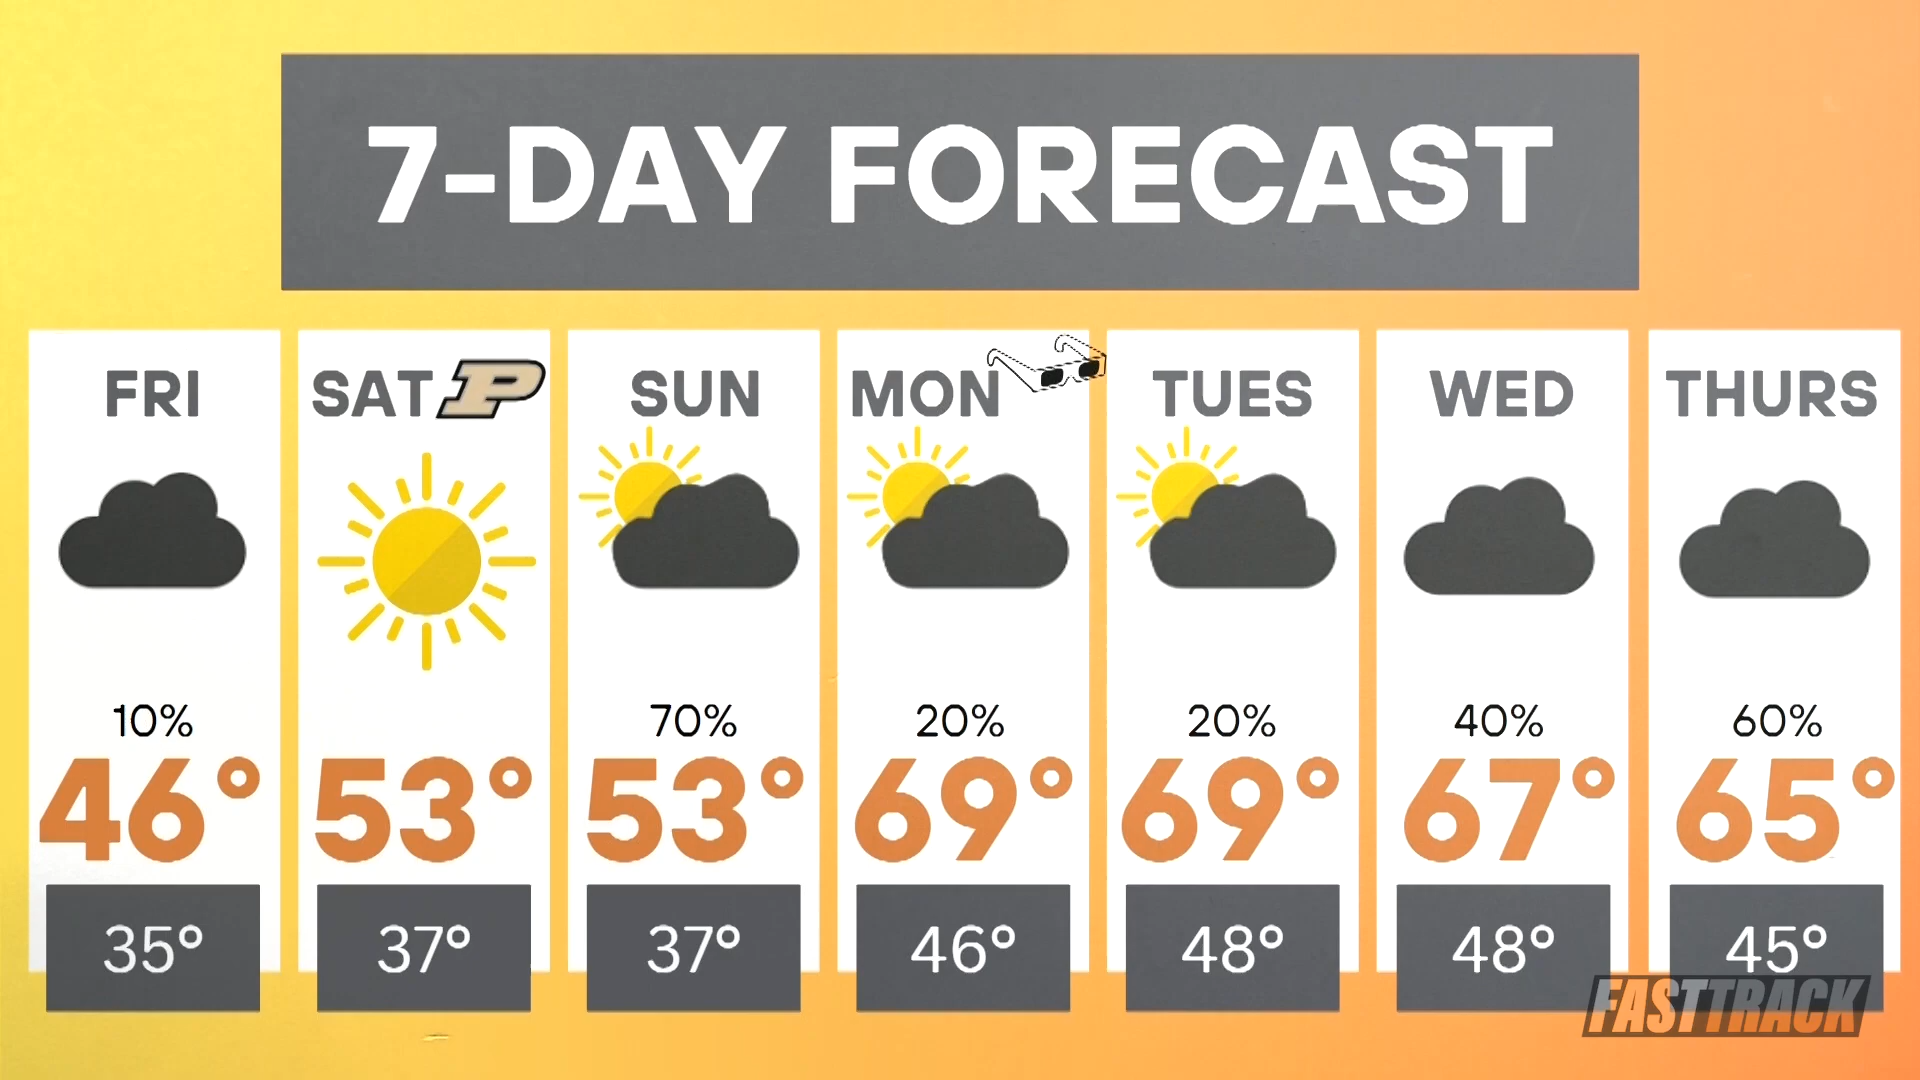 7-DAY FORECAST
FRI SAT P SUN MON TUES WED THURS
10% 70% 20% 20% 40% 60%
46° 53° 53° 69° 69° 67° 65°
35° 37° 37° 46° 48° 48° 45°
FASTTRACK